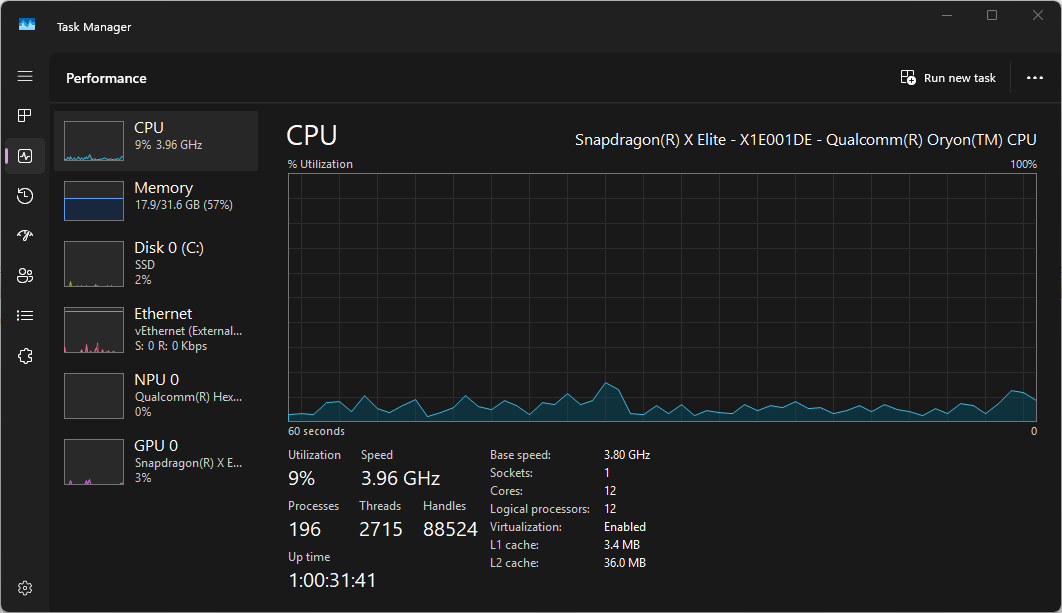 Task Manager
Performance
Run new task
CPU
9% 3.96 GHz
Memory
17.9/31.6 GB (57%)
Disk 0 (C:)
SSD
2%
Ethernet
vEthernet (External...
S: 0 R: 0 Kbps
NPU 0
Qualcomm(R) Hex...
0%
GPU 0
Snapdragon(R) X E...
3%
CPU
Snapdragon(R) X Elite - X1E001DE - Qualcomm(R) Oryon(TM) CPU
% Utilization
100%
60 seconds
0
Utilization
Speed
9%
3.96 GHz
Processes
Threads
Handles
196
2715
88524
Up time
1:00:31:41
Base speed: 3.80 GHz
Sockets: 1
Cores: 12
Logical processors: 12
Virtualization: Enabled
L1 cache: 3.4 MB
L2 cache: 36.0 MB